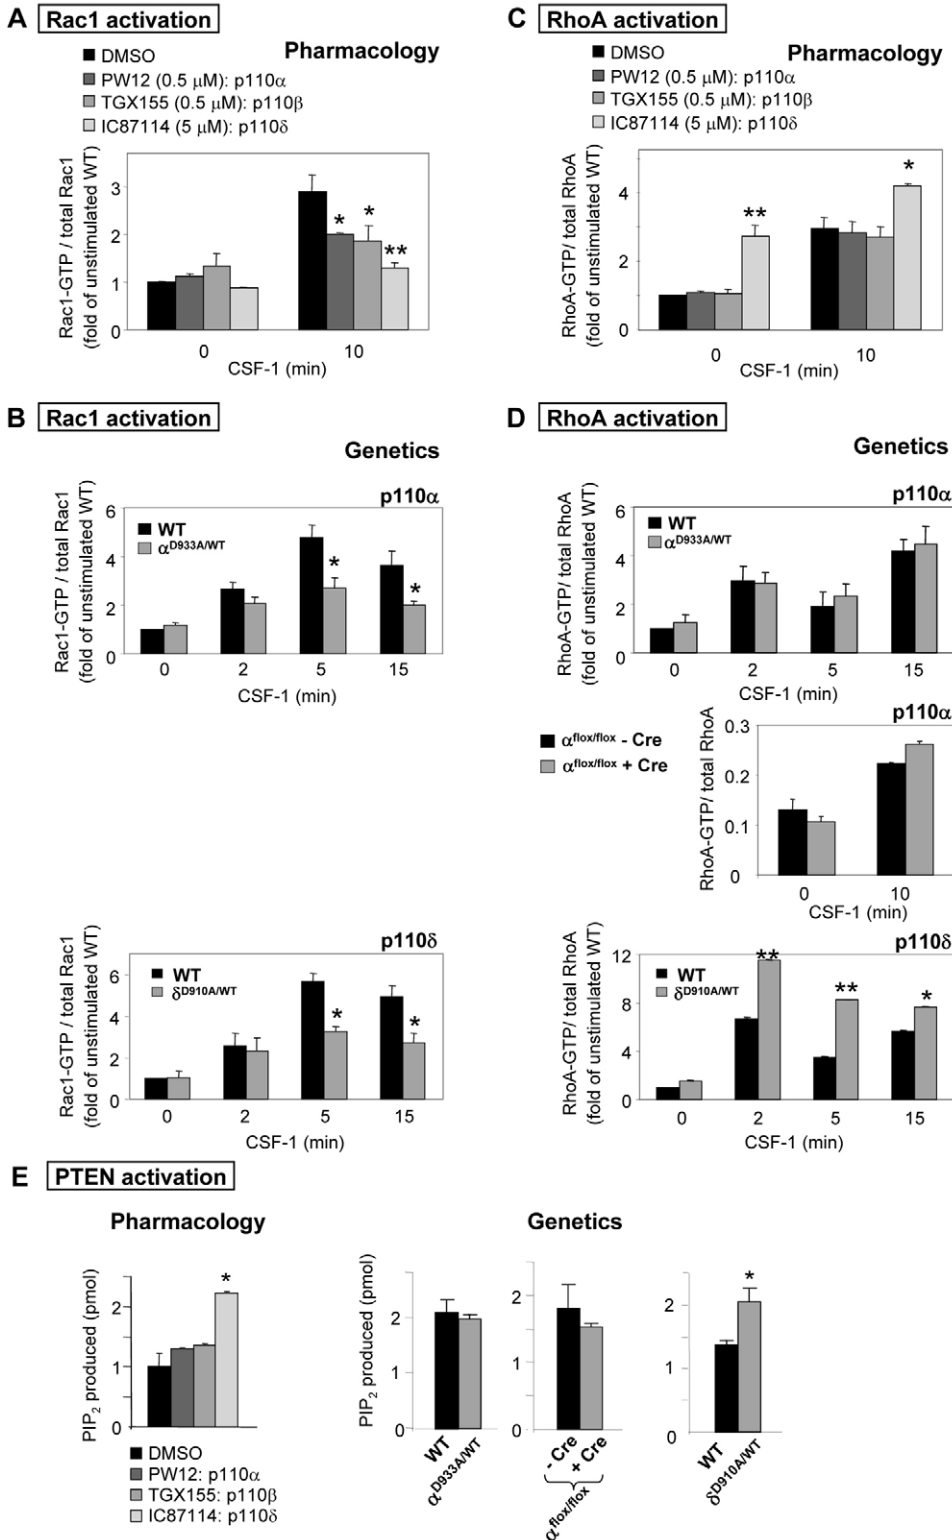 A Rac1 activation
Pharmacology
DMSO
PW12 (0.5 μM): p110α
TGX155 (0.5 μM): p110β
IC87114 (5 μM): p110δ
Rac1-GTP / total Rac1
(fold of unstimulated WT)
3
2
1
0
* * **
0 10
CSF-1 (min)
C RhoA activation
Pharmacology
DMSO
PW12 (0.5 μM): p110α
TGX155 (0.5 μM): p110β
IC87114 (5 μM): p110δ
RhoA-GTP/ total RhoA
(fold of unstimulated WT)
4
2
0
** *
0 10
CSF-1 (min)
B Rac1 activation
Genetics
p110α
WT
α^D933A/WT
Rac1-GTP / total Rac1
(fold of unstimulated WT)
6
4
2
0
* *
0 2 5 15
CSF-1 (min)
p110δ
WT
δ^D910A/WT
Rac1-GTP / total Rac1
(fold of unstimulated WT)
6
4
2
0
* *
0 2 5 15
CSF-1 (min)
D RhoA activation
Genetics
p110α
WT
α^D933A/WT
RhoA-GTP/ total RhoA
(fold of unstimulated WT)
6
4
2
0
0 2 5 15
CSF-1 (min)
p110α
α^flox/flox - Cre
α^flox/flox + Cre
RhoA-GTP/ total RhoA
0.3
0.2
0.1
0
0 10
CSF-1 (min)
p110δ
WT
δ^D910A/WT
RhoA-GTP/ total RhoA
(fold of unstimulated WT)
12
8
4
0
** ** *
0 2 5 15
CSF-1 (min)
E PTEN activation
Pharmacology
PIP₂ produced (pmol)
2
1
0
*
DMSO
PW12: p110α
TGX155: p110β
IC87114: p110δ
Genetics
PIP₂ produced (pmol)
2
1
0
WT
α^D933A/WT
2
1
0
- Cre
+ Cre
α^flox/flox
2
1
0
*
WT
δ^D910A/WT